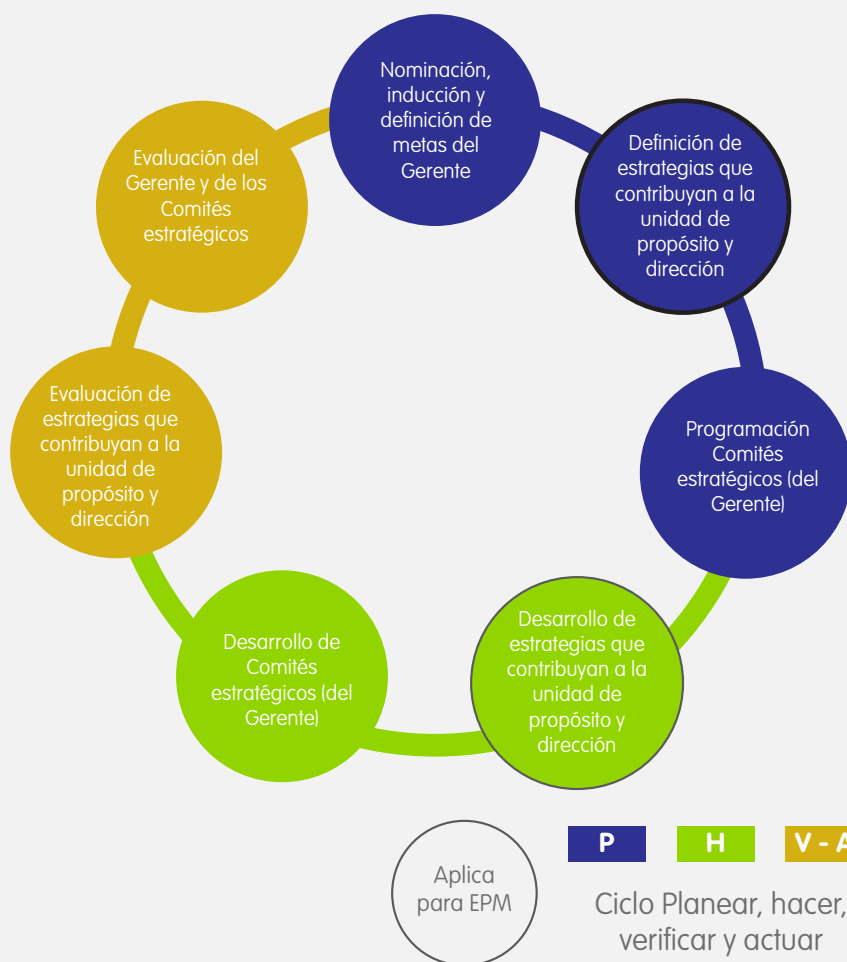 Nominación,
inducción y
definición de
metas del
Gerente
Definición de
estrategias que
contribuyan a la
unidad de
propósito y
dirección
Programación
Comités
estratégicos (del
Gerente)
Desarrollo de
estrategias que
contribuyan a la
unidad de
propósito y
dirección
Desarrollo de
Comités
estratégicos (del
Gerente)
Evaluación de
estrategias que
contribuyan a la
unidad de
propósito y
dirección
Evaluación del
Gerente y de los
Comités
estratégicos
Aplica
para EPM
P
H
V - A
Ciclo Planear, hacer,
verificar y actuar